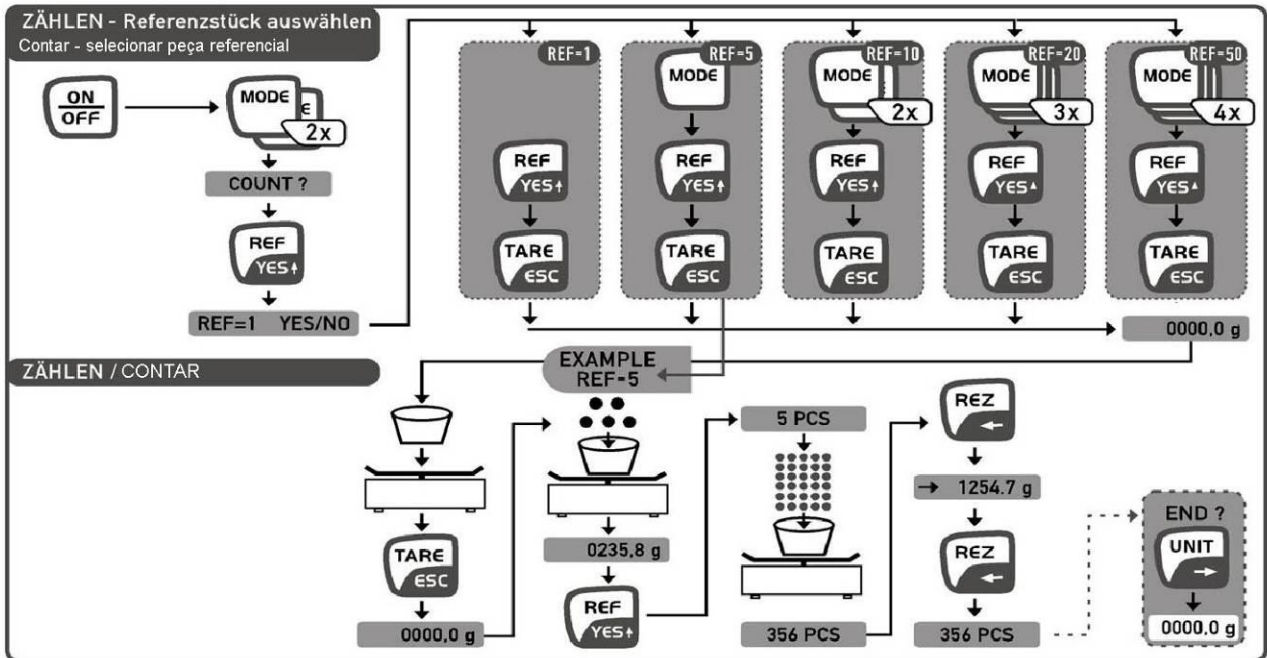 ZÄHLEN - Referenzstück auswählen
Contar - selecionar peça referencial
ON
OFF
MODE
E
2x
COUNT ?
REF
YES
REF=1 YES/NO
REF=1
REF
YES
TARE
ESC
REF=5
MODE
REF
YES
TARE
ESC
REF=10
MODE
2x
REF
YES
TARE
ESC
REF=20
MODE
3x
REF
YES
TARE
ESC
REF=50
MODE
4x
REF
YES
TARE
ESC
0000,0 g
ZÄHLEN / CONTAR
TARE
ESC
0000,0 g
EXAMPLE
REF=5
0235,8 g
REF
YES
5 PCS
356 PCS
REZ
1254.7 g
REZ
356 PCS
END ?
UNIT
0000,0 g